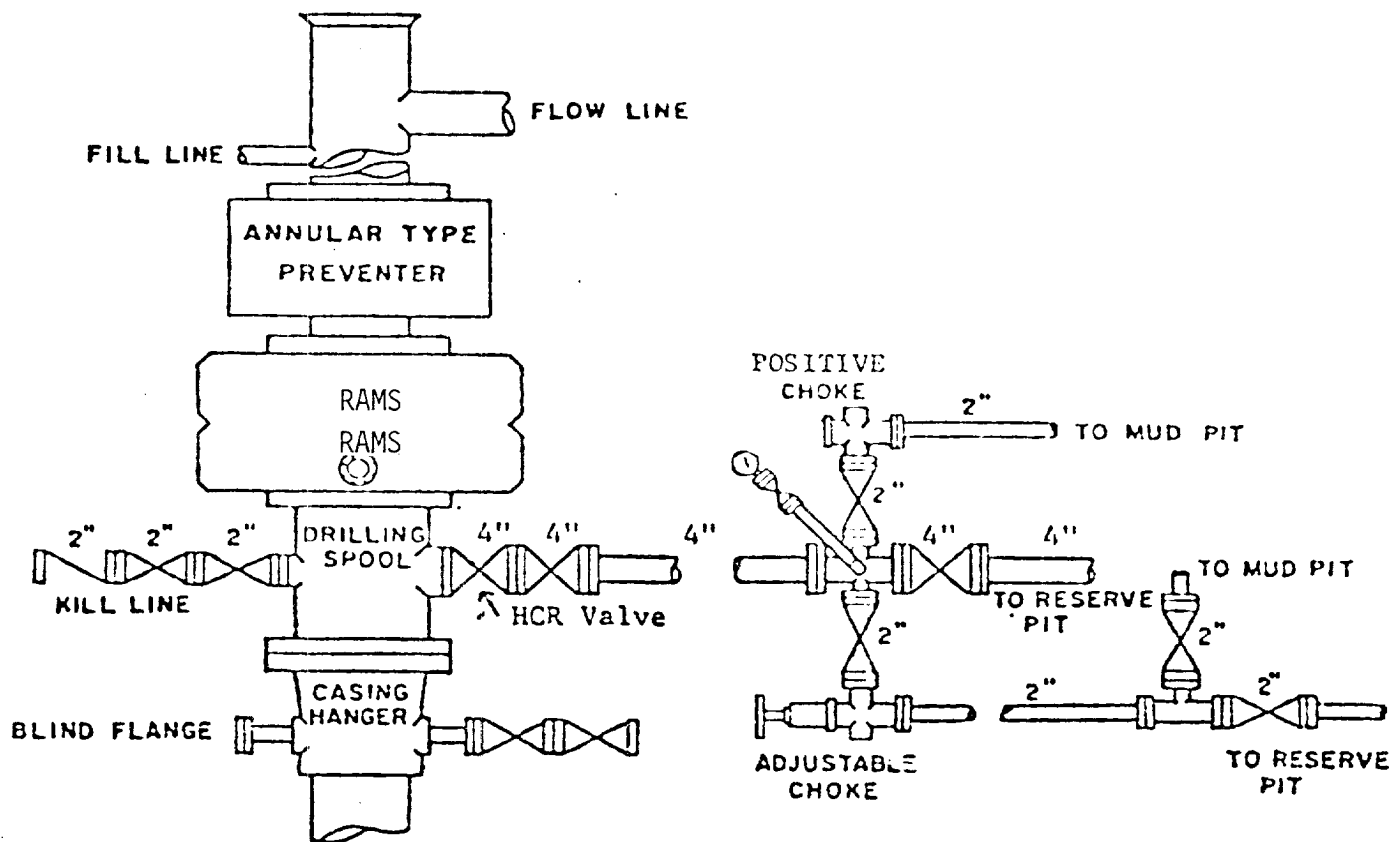 FLOW LINE
FILL LINE
ANNULAR TYPE
PREVENTER
RAMS
RAMS
POSITIVE
CHOKE
2"
TO MUD PIT
2"
2" 2" 2"
DRILLING
SPOOL
4" 4" 4"
4" 4"
KILL LINE
HCR Valve
TO RESERVE
PIT
TO MUD PIT
2"
2"
CASING
HANGER
BLIND FLANGE
2"
2"
ADJUSTABLE
CHOKE
TO RESERVE
PIT